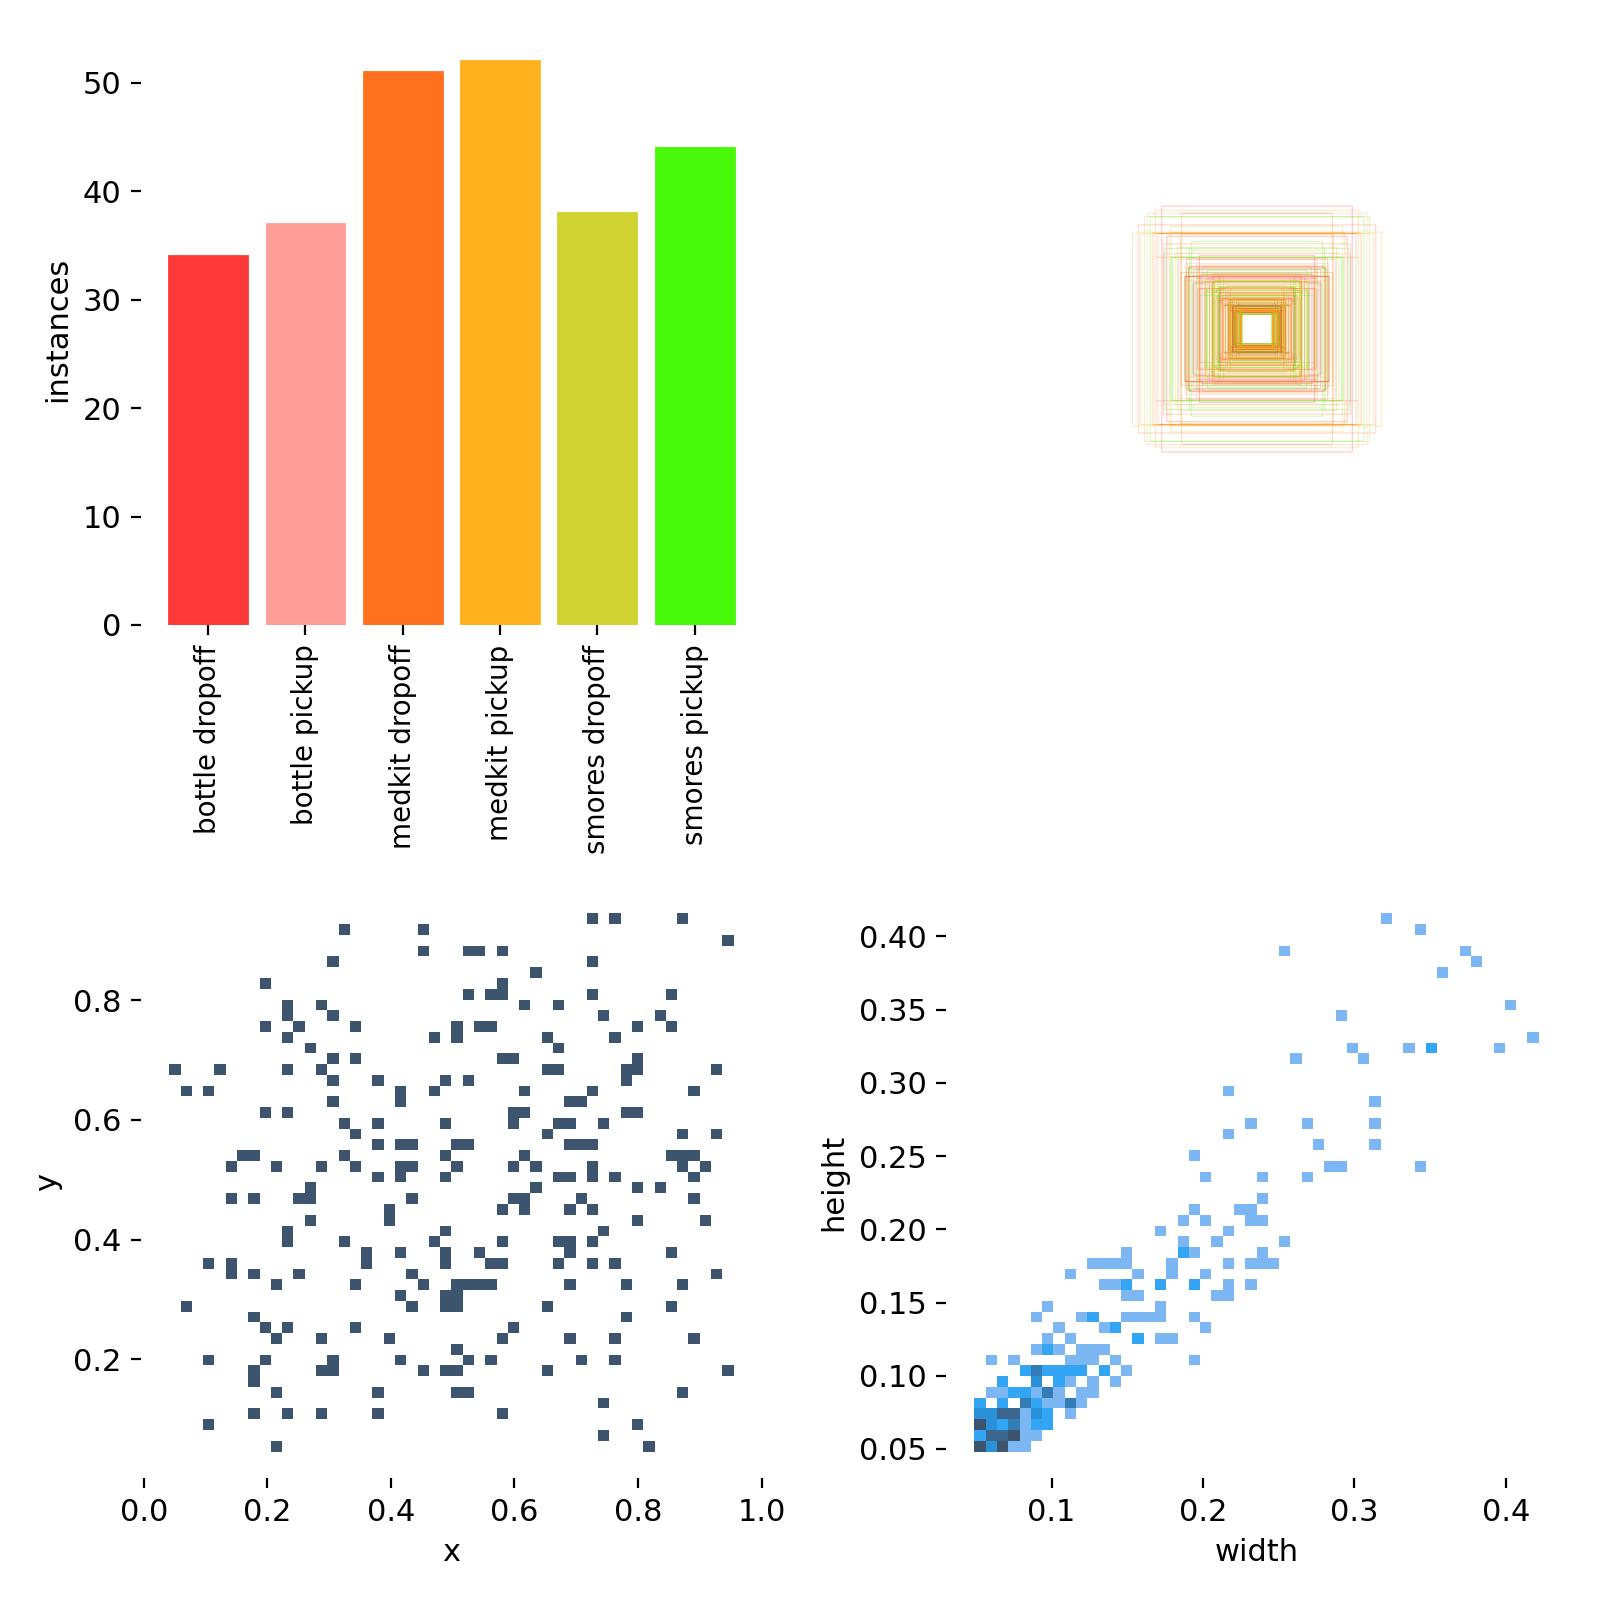 50
40
30
20
10
0
instances
bottle dropoff
bottle pickup
medkit dropoff
medkit pickup
smores dropoff
smores pickup
0.8
0.6
0.4
0.2
y
0.0 0.2 0.4 0.6 0.8 1.0
x
0.40
0.35
0.30
0.25
0.20
0.15
0.10
0.05
height
0.1 0.2 0.3 0.4
width